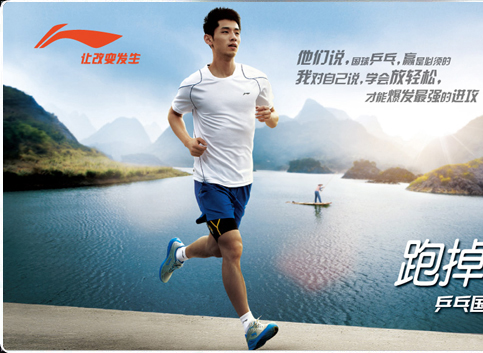 让改变发生
他们说,国球乒乓,赢是必须的
我对自己说,学会放轻松,
才能爆发最强的进攻
跑掉
乒乓国